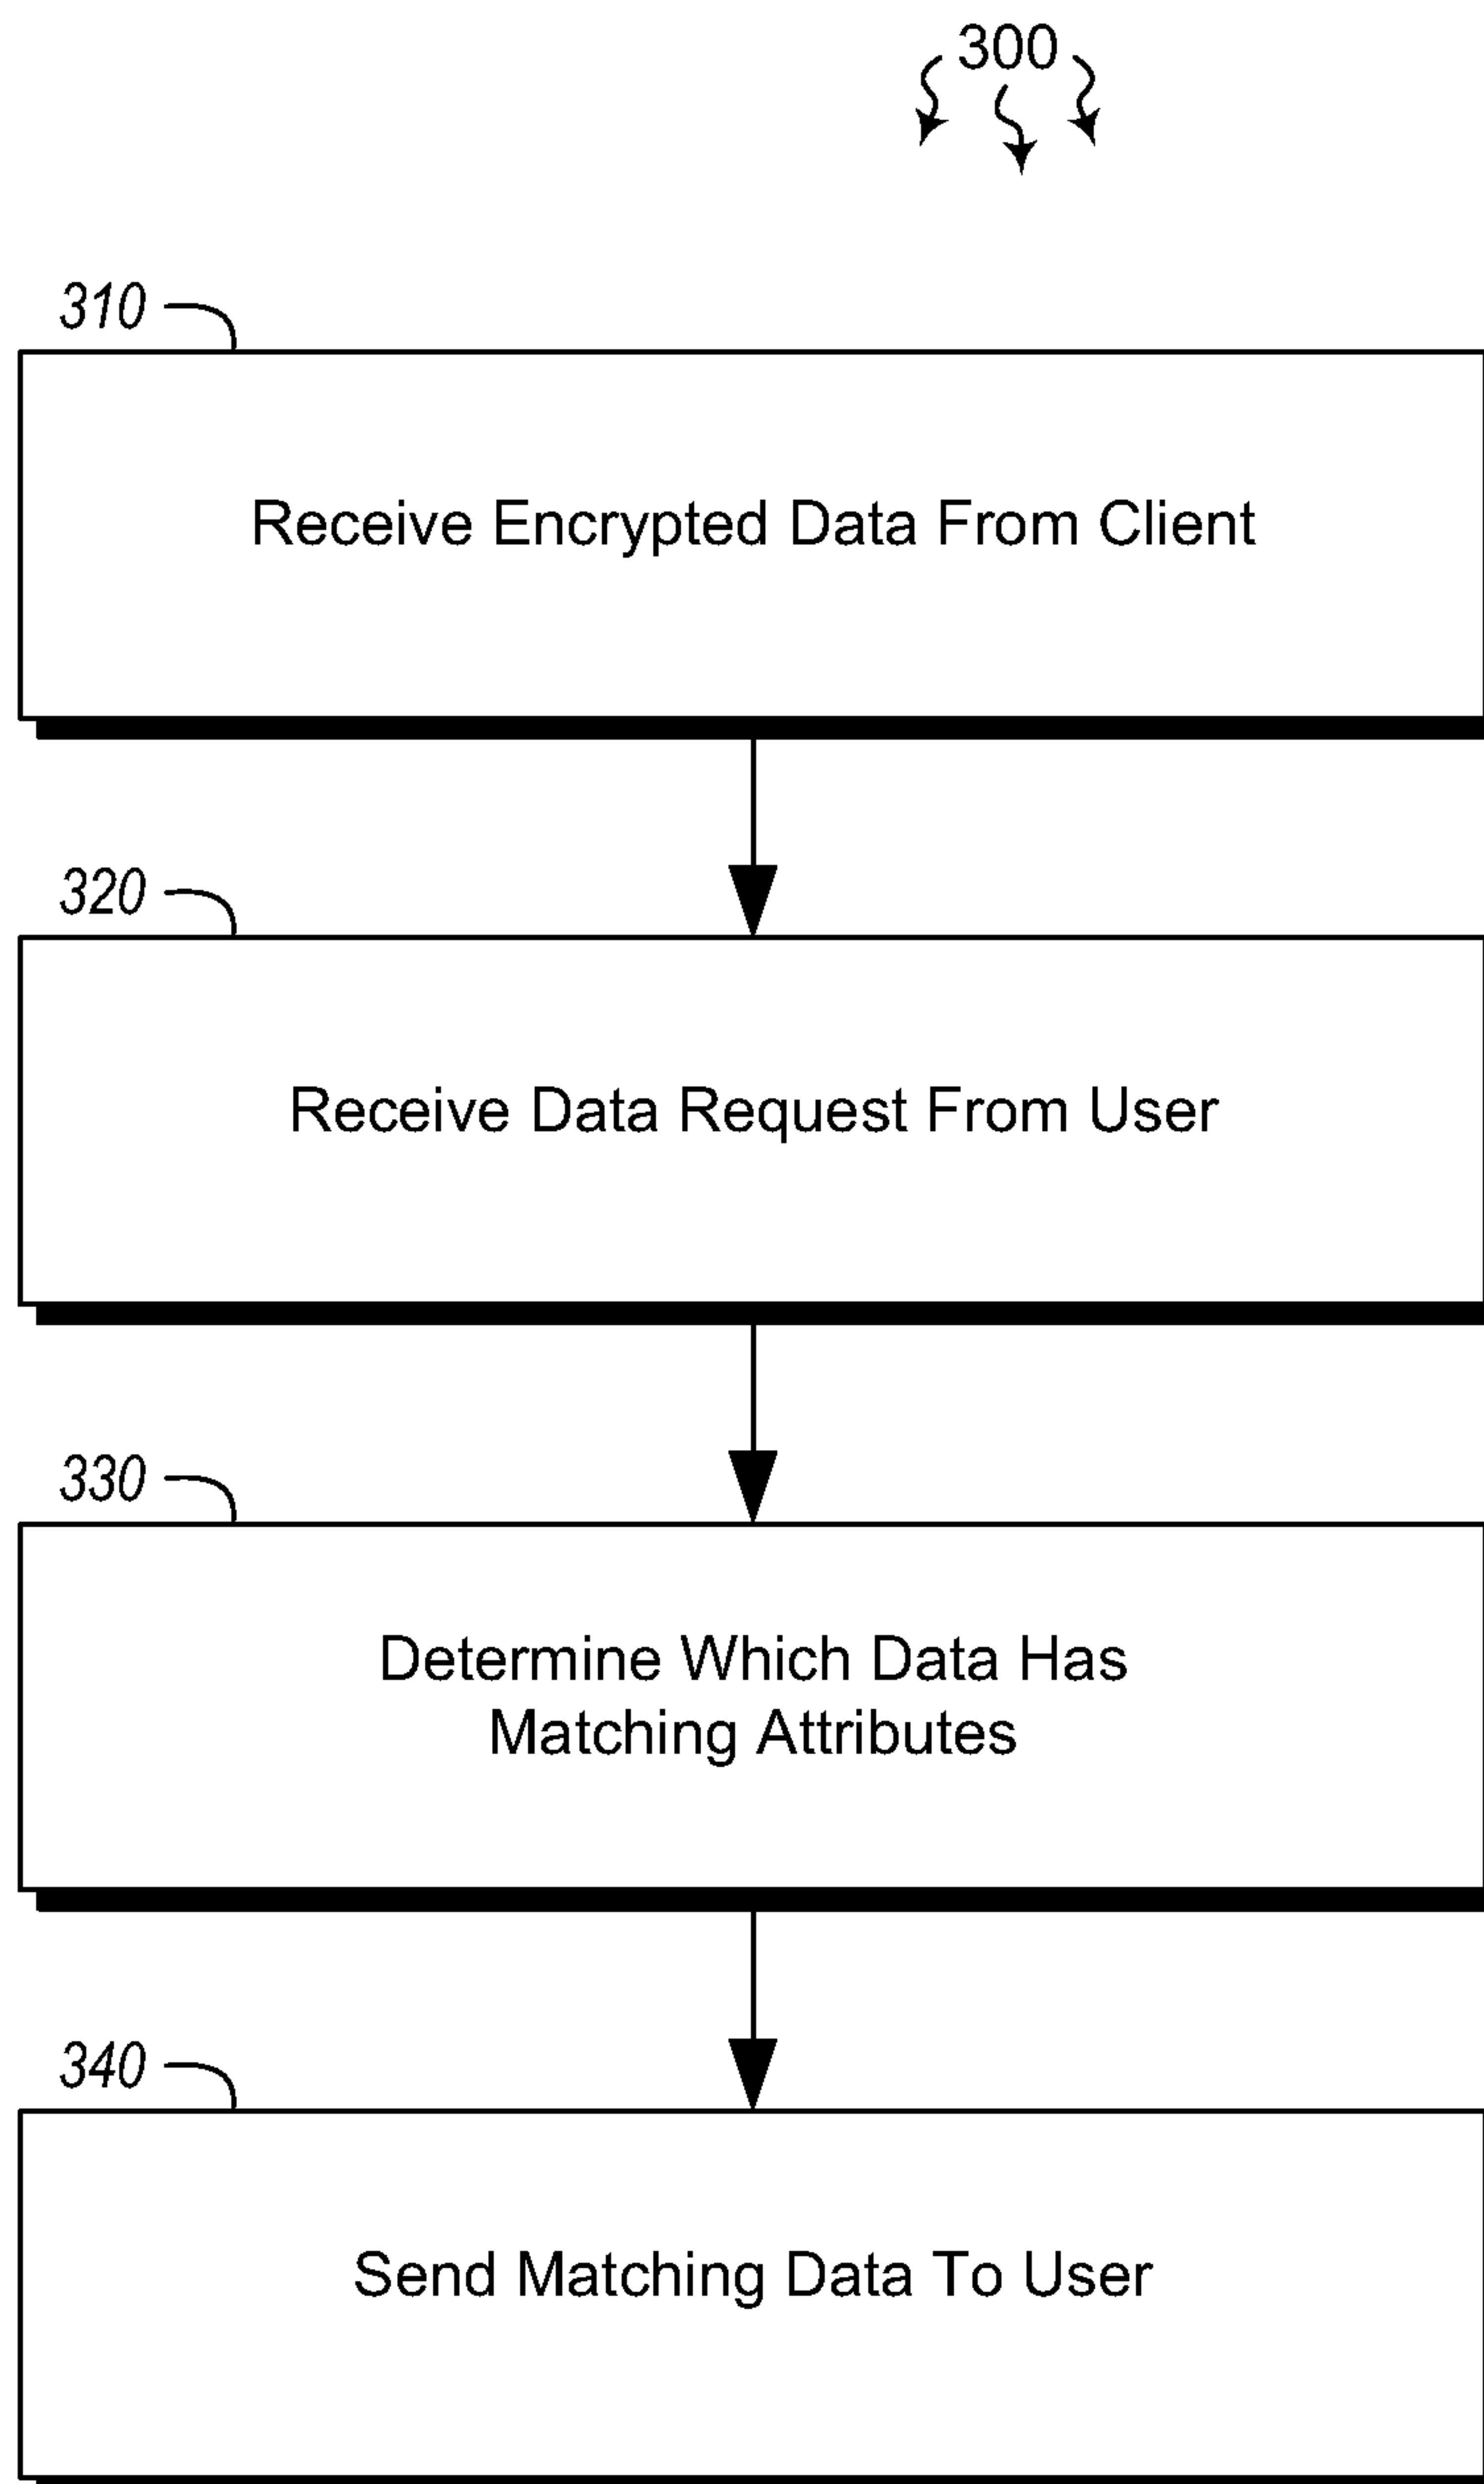 300
310
Receive Encrypted Data From Client
320
Receive Data Request From User
330
Determine Which Data Has
Matching Attributes
340
Send Matching Data To User